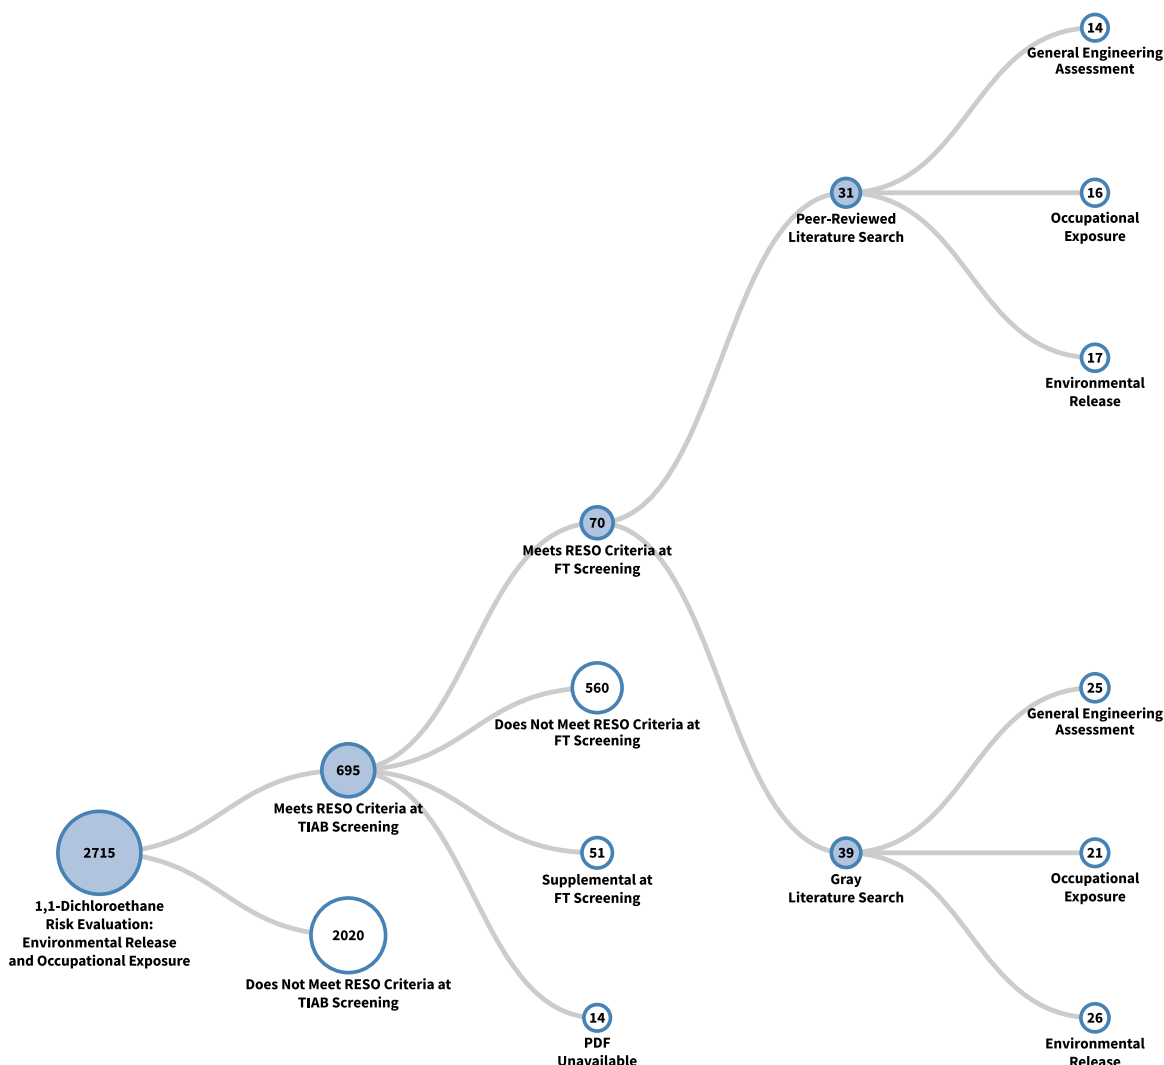 14
General Engineering
Assessment
31
Peer-Reviewed
Literature Search
16
Occupational
Exposure
17
Environmental
Release
70
Meets RESO Criteria at
FT Screening
560
Does Not Meet RESO Criteria at
FT Screening
25
General Engineering
Assessment
695
Meets RESO Criteria at
TIAB Screening
2715
1,1-Dichloroethane
Risk Evaluation:
Environmental Release
and Occupational Exposure
51
Supplemental at
FT Screening
39
Gray
Literature Search
21
Occupational
Exposure
2020
Does Not Meet RESO Criteria at
TIAB Screening
14
PDF
Unavailable
26
Environmental
Release